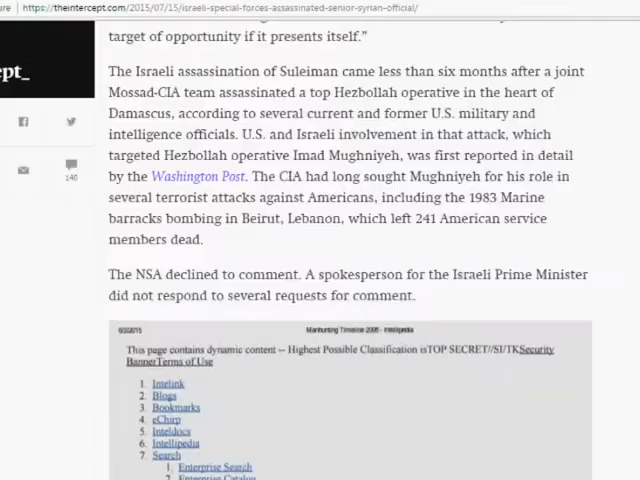 ure | https://theintercept.com/2015/07/15/israeli-special-forces-assassinated-senior-syrian-official/
target of opportunity if it presents itself.”
ept_
The Israeli assassination of Suleiman came less than six months after a joint
Mossad-CIA team assassinated a top Hezbollah operative in the heart of
Damascus, according to several current and former U.S. military and
intelligence officials. U.S. and Israeli involvement in that attack, which
targeted Hezbollah operative Imad Mughniyeh, was first reported in detail
by the Washington Post. The CIA had long sought Mughniyeh for his role in
several terrorist attacks against Americans, including the 1983 Marine
barracks bombing in Beirut, Lebanon, which left 241 American service
members dead.
140
The NSA declined to comment. A spokesperson for the Israeli Prime Minister
did not respond to several requests for comment.
Manhunting Timeline 2008 - Intellipedia
This page contains dynamic content -- Highest Possible Classification isTOP SECRET//SI/TKSecurity
BannerTerms of Use
1. Intelink
2. Blogs
3. Bookmarks
4. eChirp
5. Inteldocs
6. Intellipedia
7. Search
1. Enterprise Search
2. Enterprise Catalog